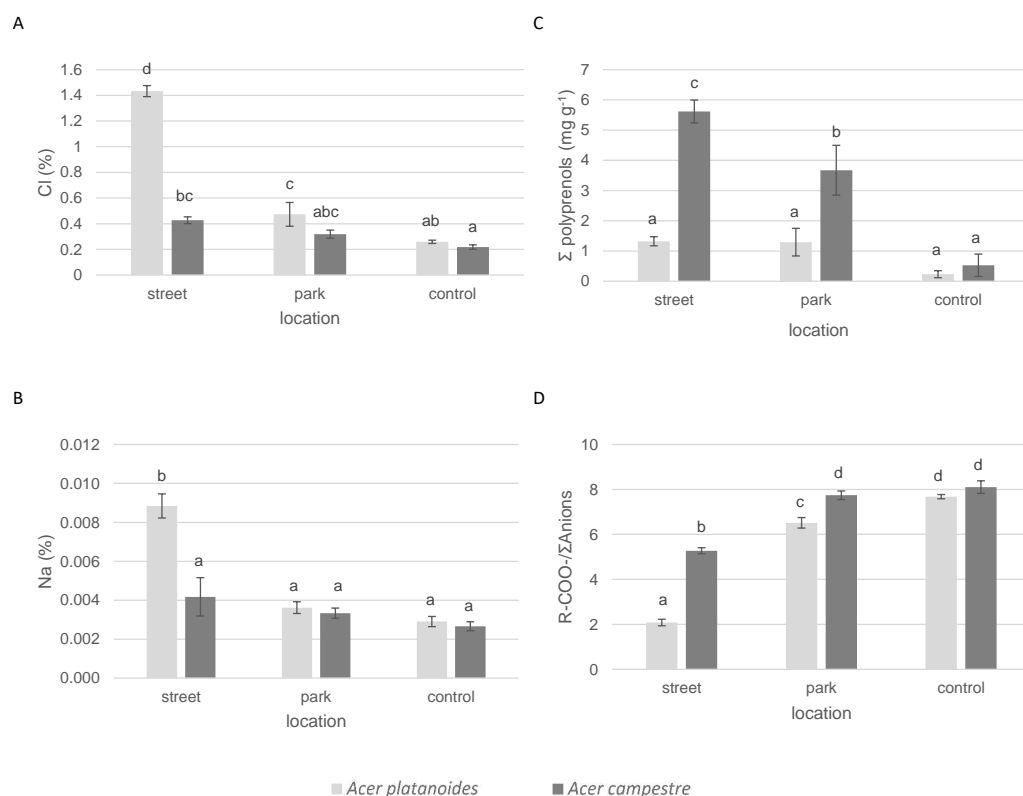 A
Cl (%)
1.6
1.4
1.2
1
0.8
0.6
0.4
0.2
0
d
bc
c
abc
ab
a
street park control
location
C
Σ polyprenols (mg g⁻¹)
7
6
5
4
3
2
1
0
a
c
a
b
a
a
street park control
location
B
Na (%)
0.012
0.010
0.008
0.006
0.004
0.002
0.000
b
a
a
a
a
a
street park control
location
D
R-COO-/ΣAnions
10
8
6
4
2
0
a
b
c
d
d
d
street park control
location
Acer platanoides Acer campestre